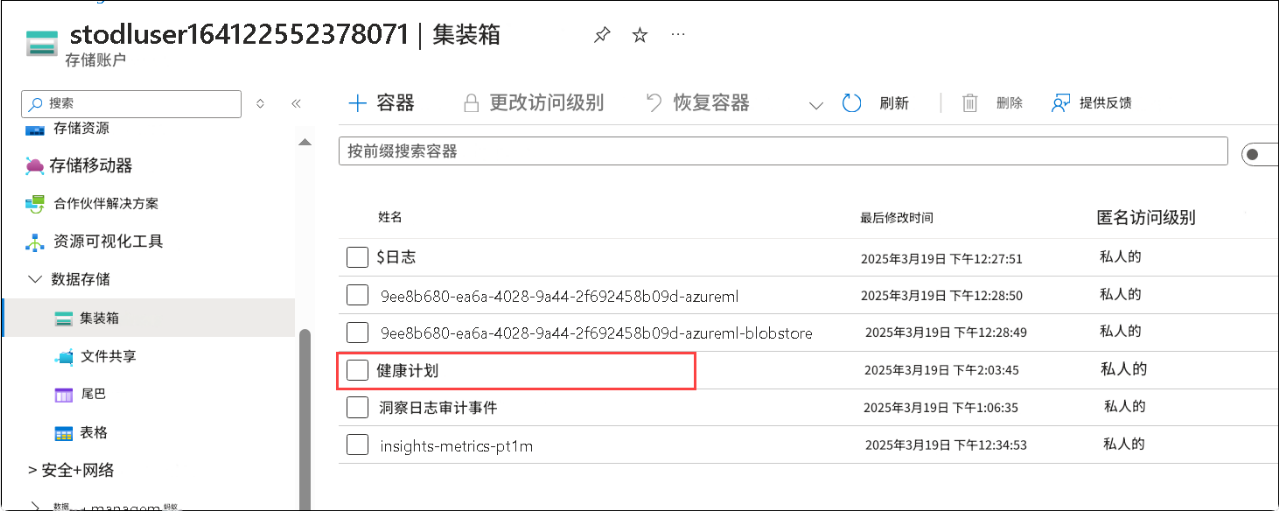 stodluser164122552378071 | 集装箱
存储账户
搜索
存储资源
存储移动器
合作伙伴解决方案
资源可视化工具
数据存储
集装箱
文件共享
尾巴
表格
> 安全+网络
数据 managem
+ 容器 更改访问级别 恢复容器 刷新 删除 提供反馈
按前缀搜索容器
姓名 最后修改时间 匿名访问级别
$日志 2025年3月19日 下午12:27:51 私人的
9ee8b680-ea6a-4028-9a44-2f692458b09d-azureml 2025年3月19日 下午12:28:50 私人的
9ee8b680-ea6a-4028-9a44-2f692458b09d-azureml-blobstore 2025年3月19日 下午12:28:49 私人的
健康计划 2025年3月19日 下午2:03:45 私人的
洞察日志审计事件 2025年3月19日 下午1:06:35 私人的
insights-metrics-pt1m 2025年3月19日 下午12:34:53 私人的